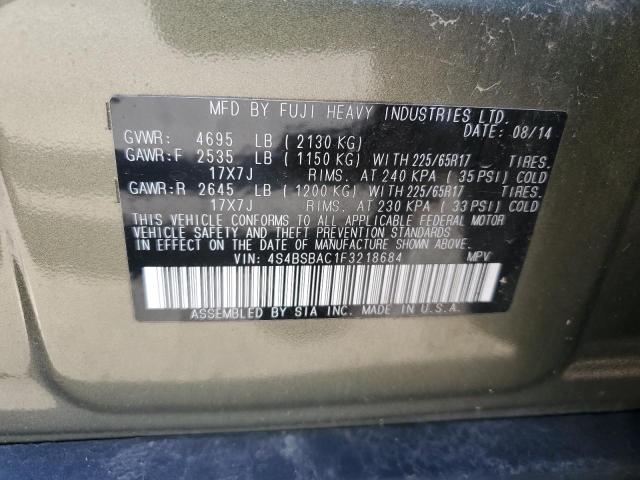 MFD BY FUJI HEAVY INDUSTRIES LTD.
DATE: 08/14
GVWR: 4695 LB (2130 KG)
GAWR:F 2535 LB (1150 KG) WITH 225/65R17 TIRES.
17X7J RIMS. AT 240 KPA (35 PSI) COLD
GAWR:R 2645 LB (1200 KG) WITH 225/65R17 TIRES.
17X7J RIMS. AT 230 KPA (33 PSI) COLD
THIS VEHICLE CONFORMS TO ALL APPLICABLE FEDERAL MOTOR
VEHICLE SAFETY AND THEFT PREVENTION STANDARDS
IN EFFECT ON THE DATE OF MANUFACTURE SHOWN ABOVE.
VIN: 4S4BSBAC1F3218684 MPV
ASSEMBLED BY SIA INC. MADE IN U.S.A.